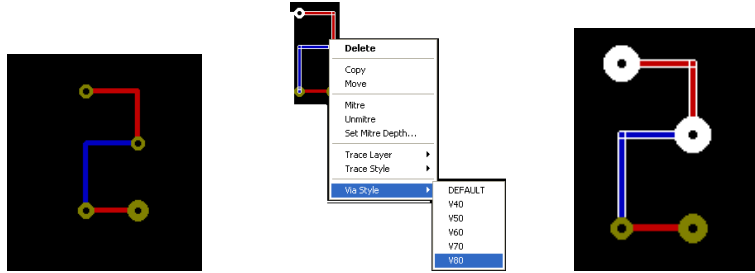 Delete
Copy
Move
Mitre
Unmitre
Set Mitre Depth...
Trace Layer
Trace Style
Via Style
DEFAULT
V40
V50
V60
V70
V80